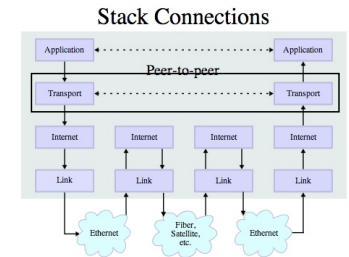 Stack Connections
Application Application
Peer-to-peer
Transport Transport
Internet Internet Internet Internet
Link Link Link Link
Ethernet Fiber, Satellite, etc. Ethernet